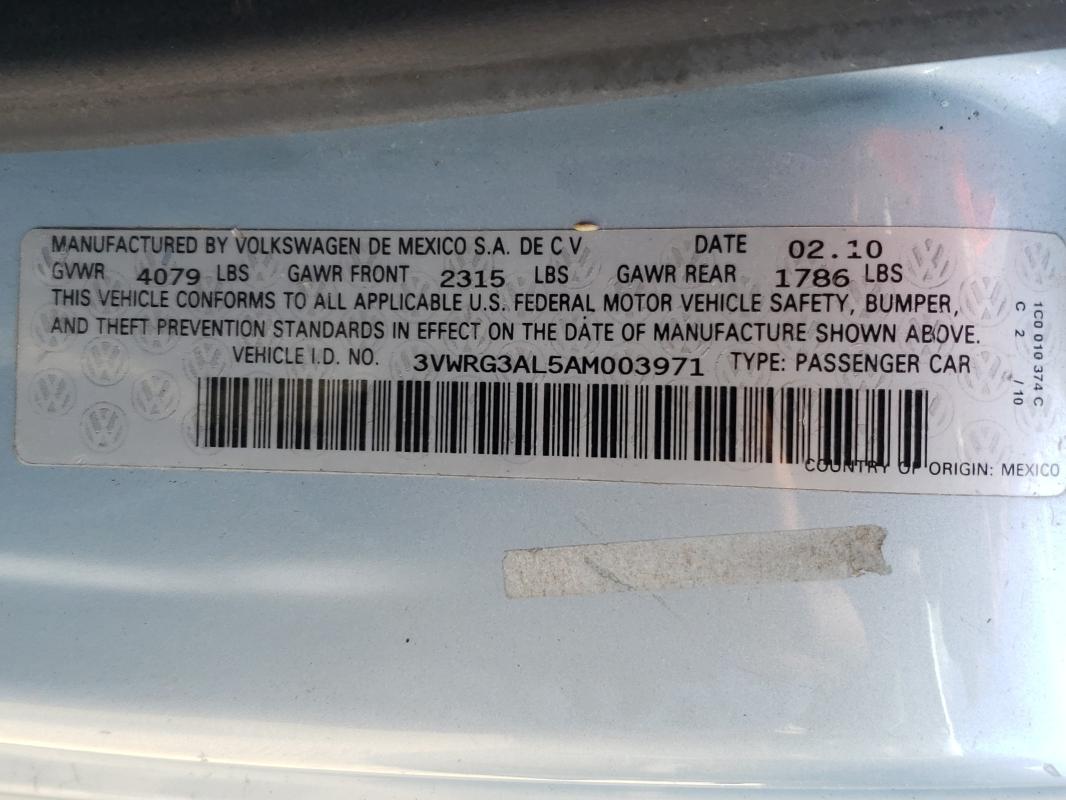 MANUFACTURED BY VOLKSWAGEN DE MEXICO S.A. DE C.V DATE 02.10
GVWR 4079 LBS GAWR FRONT 2315 LBS GAWR REAR 1786 LBS
THIS VEHICLE CONFORMS TO ALL APPLICABLE U.S. FEDERAL MOTOR VEHICLE SAFETY, BUMPER,
AND THEFT PREVENTION STANDARDS IN EFFECT ON THE DATE OF MANUFACTURE SHOWN ABOVE.
VEHICLE I.D. NO. 3VWRG3AL5AM003971 TYPE: PASSENGER CAR
COUNTRY OF ORIGIN: MEXICO
1C0 010 374 C
C 2 /10